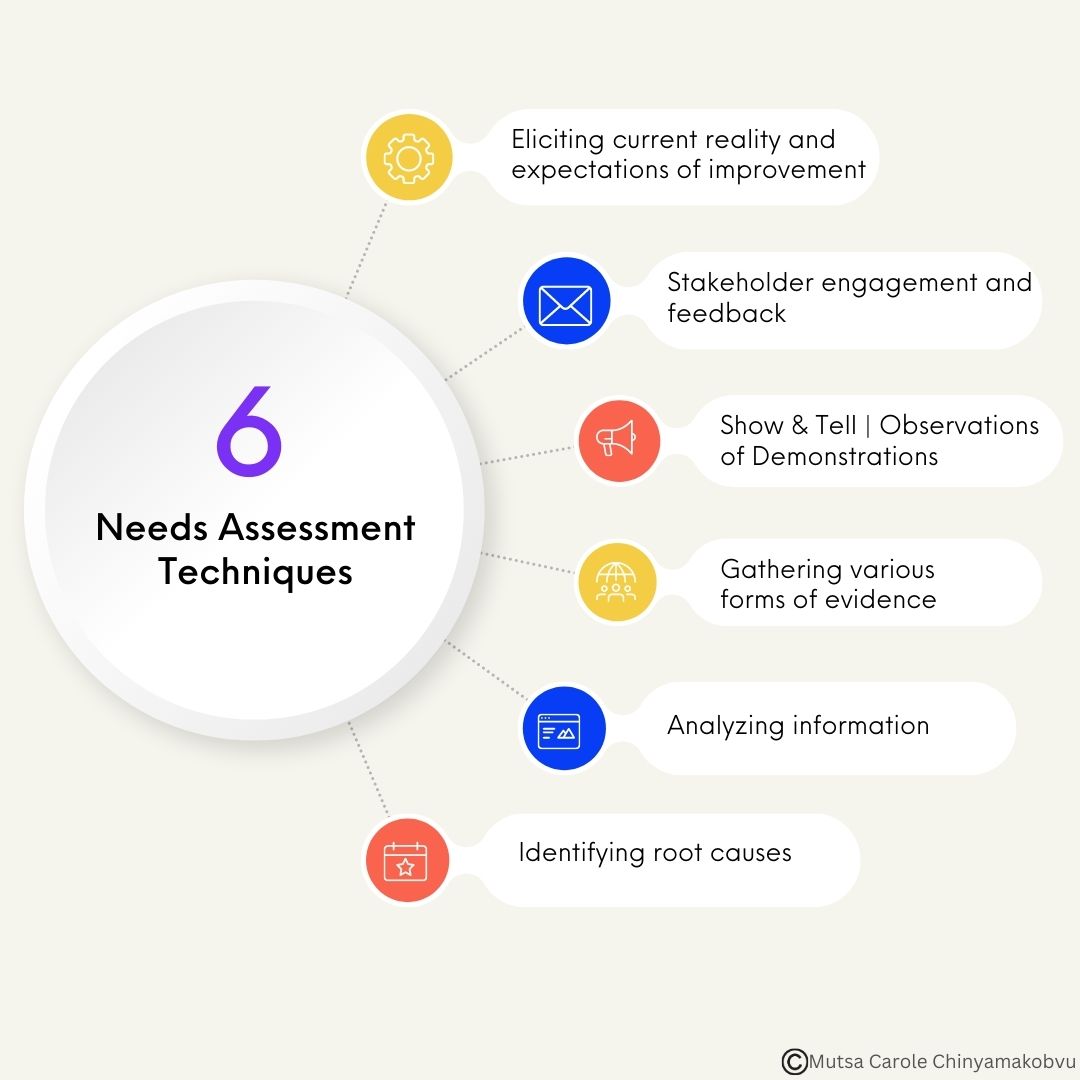 Eliciting current reality and
expectations of improvement
Stakeholder engagement and
feedback
6
Needs Assessment
Techniques
Show & Tell | Observations
of Demonstrations
Gathering various
forms of evidence
Analyzing information
Identifying root causes
©Mutsa Carole Chinyamakobvu